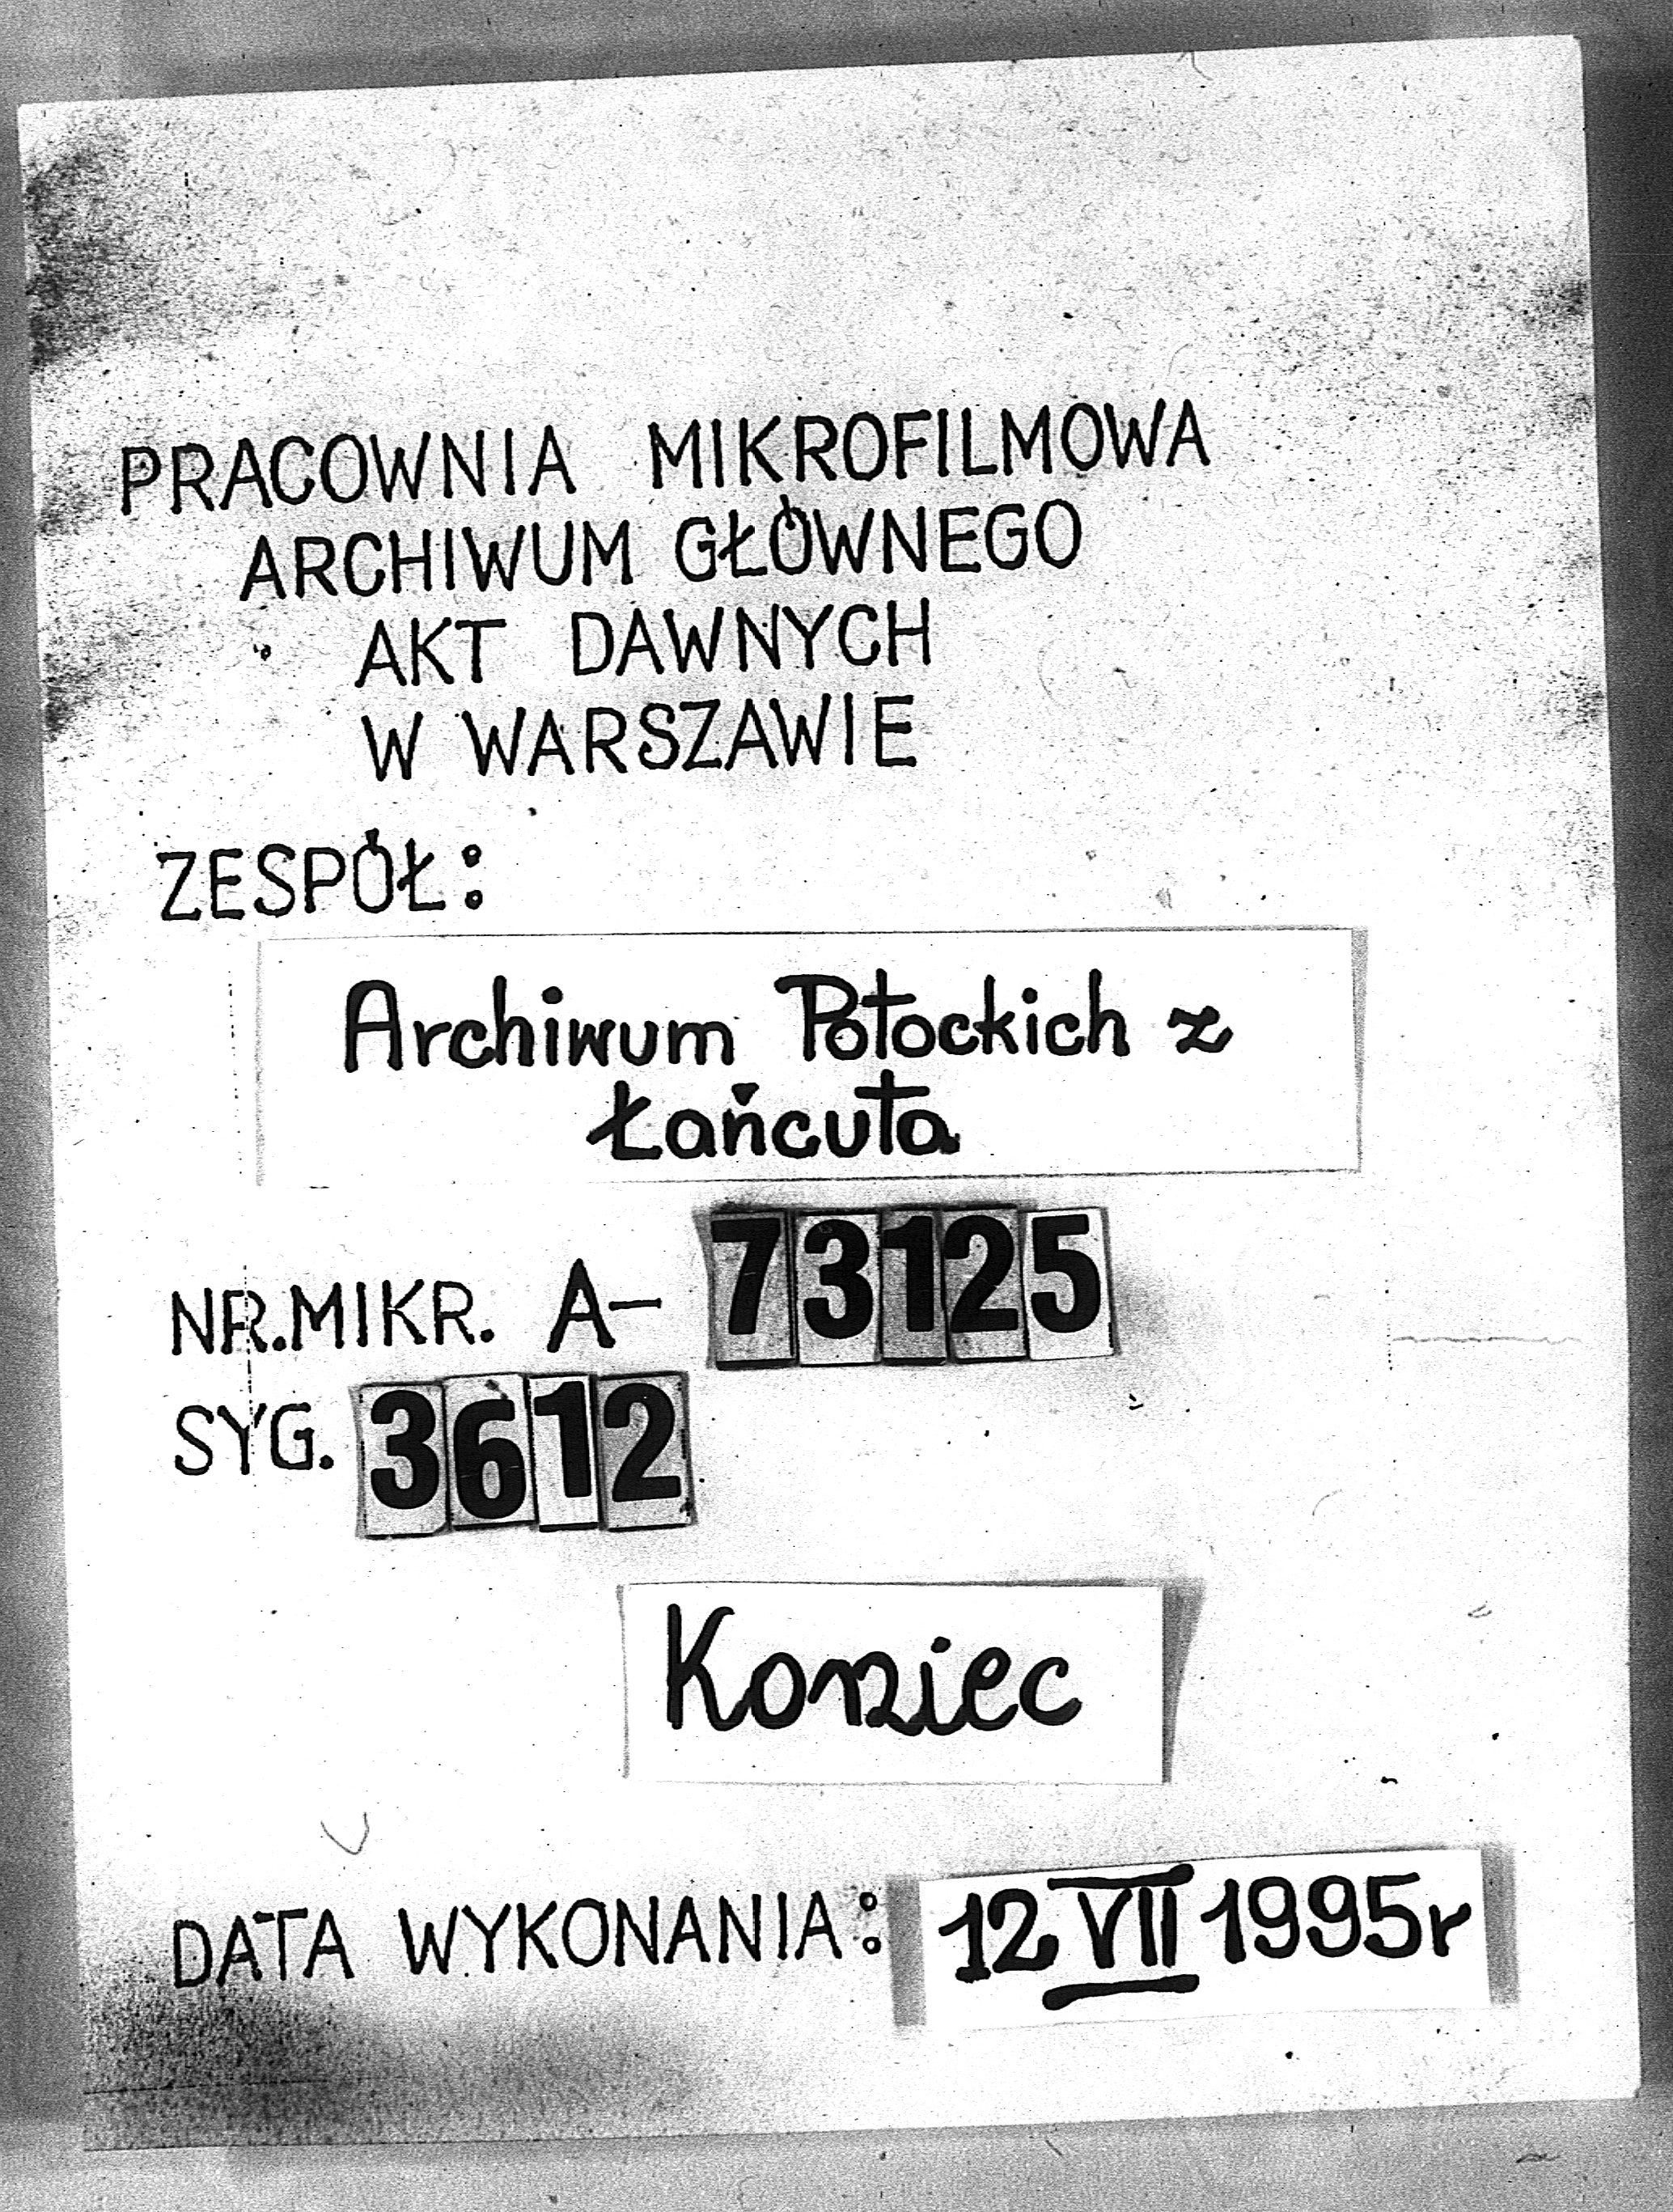 PRACOWNIA MIKROFILMOWA
ARCHIWUM GŁÓWNEGO
AKT DAWNYCH
W WARSZAWIE
ZESPÓŁ:
Archiwum Potockich z
Łańcuta
NR.MIKR. A- 73125
SYG. 3612
Koniec
DATA WYKONANIA: 12 VII 1995r